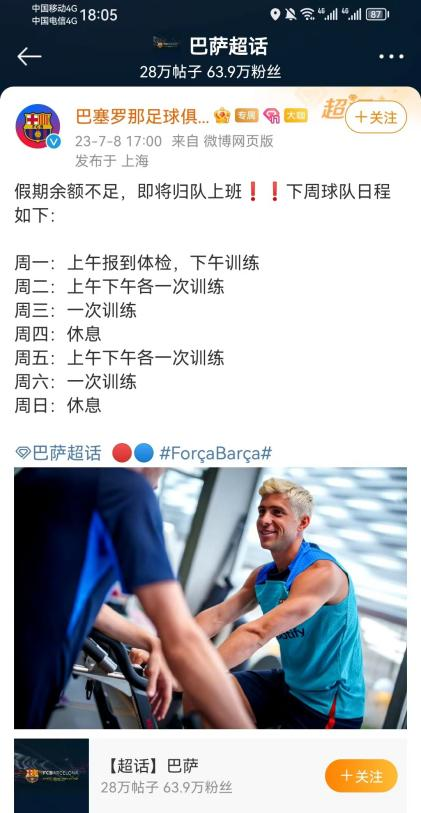 中国移动4G
中国电信4G
18:05
4G
4G
87
巴萨超话
28万帖子 63.9万粉丝
巴塞罗那足球俱... 专属 大咖
超
＋关注
23-7-8 17:00 来自 微博网页版
发布于 上海
假期余额不足，即将归队上班❗❗下周球队日程
如下：
周一：上午报到体检，下午训练
周二：上午下午各一次训练
周三：一次训练
周四：休息
周五：上午下午各一次训练
周六：一次训练
周日：休息
巴萨超话 🔴🔵 #ForçaBarça#
otify
FC BARCELONA
【超话】巴萨
28万帖子 63.9万粉丝
＋关注